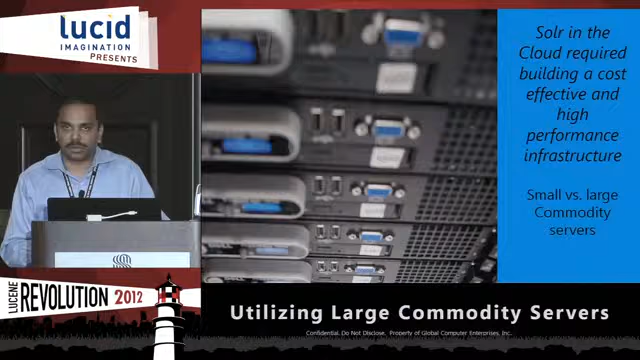 lucid
IMAGINATION
PRESENTS
Solr in the
Cloud required
building a cost
effective and
high
performance
infrastructure
Small vs. large
Commodity
servers
LUCENE
REVOLUTION 2012
Utilizing Large Commodity Servers
Confidential. Do Not Disclose. Property of Global Computer Enterprises, Inc.